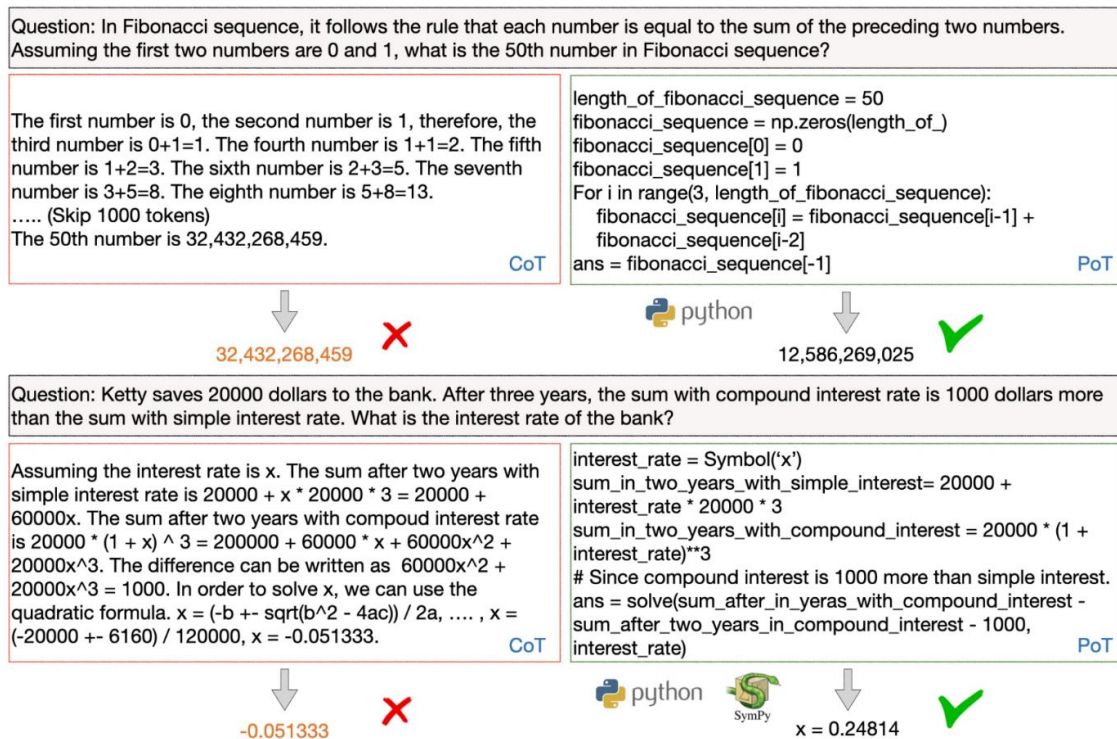 Question: In Fibonacci sequence, it follows the rule that each number is equal to the sum of the preceding two numbers.
Assuming the first two numbers are 0 and 1, what is the 50th number in Fibonacci sequence?
The first number is 0, the second number is 1, therefore, the
third number is 0+1=1. The fourth number is 1+1=2. The fifth
number is 1+2=3. The sixth number is 2+3=5. The seventh
number is 3+5=8. The eighth number is 5+8=13.
..... (Skip 1000 tokens)
The 50th number is 32,432,268,459.
CoT
32,432,268,459
length_of_fibonacci_sequence = 50
fibonacci_sequence = np.zeros(length_of_)
fibonacci_sequence[0] = 0
fibonacci_sequence[1] = 1
For i in range(3, length_of_fibonacci_sequence):
fibonacci_sequence[i] = fibonacci_sequence[i-1] +
fibonacci_sequence[i-2]
ans = fibonacci_sequence[-1]
PoT
python
12,586,269,025
Question: Ketty saves 20000 dollars to the bank. After three years, the sum with compound interest rate is 1000 dollars more
than the sum with simple interest rate. What is the interest rate of the bank?
Assuming the interest rate is x. The sum after two years with
simple interest rate is 20000 + x * 20000 * 3 = 20000 +
60000x. The sum after two years with compoud interest rate
is 20000 * (1 + x) ^ 3 = 200000 + 60000 * x + 60000x^2 +
20000x^3. The difference can be written as 60000x^2 +
20000x^3 = 1000. In order to solve x, we can use the
quadratic formula. x = (-b +- sqrt(b^2 - 4ac)) / 2a, .... , x =
(-20000 +- 6160) / 120000, x = -0.051333.
CoT
-0.051333
interest_rate = Symbol(‘x’)
sum_in_two_years_with_simple_interest= 20000 +
interest_rate * 20000 * 3
sum_in_two_years_with_compound_interest = 20000 * (1 +
interest_rate)**3
# Since compound interest is 1000 more than simple interest.
ans = solve(sum_after_in_yeras_with_compound_interest -
sum_after_two_years_in_compound_interest - 1000,
interest_rate)
PoT
python
SymPy
x = 0.24814